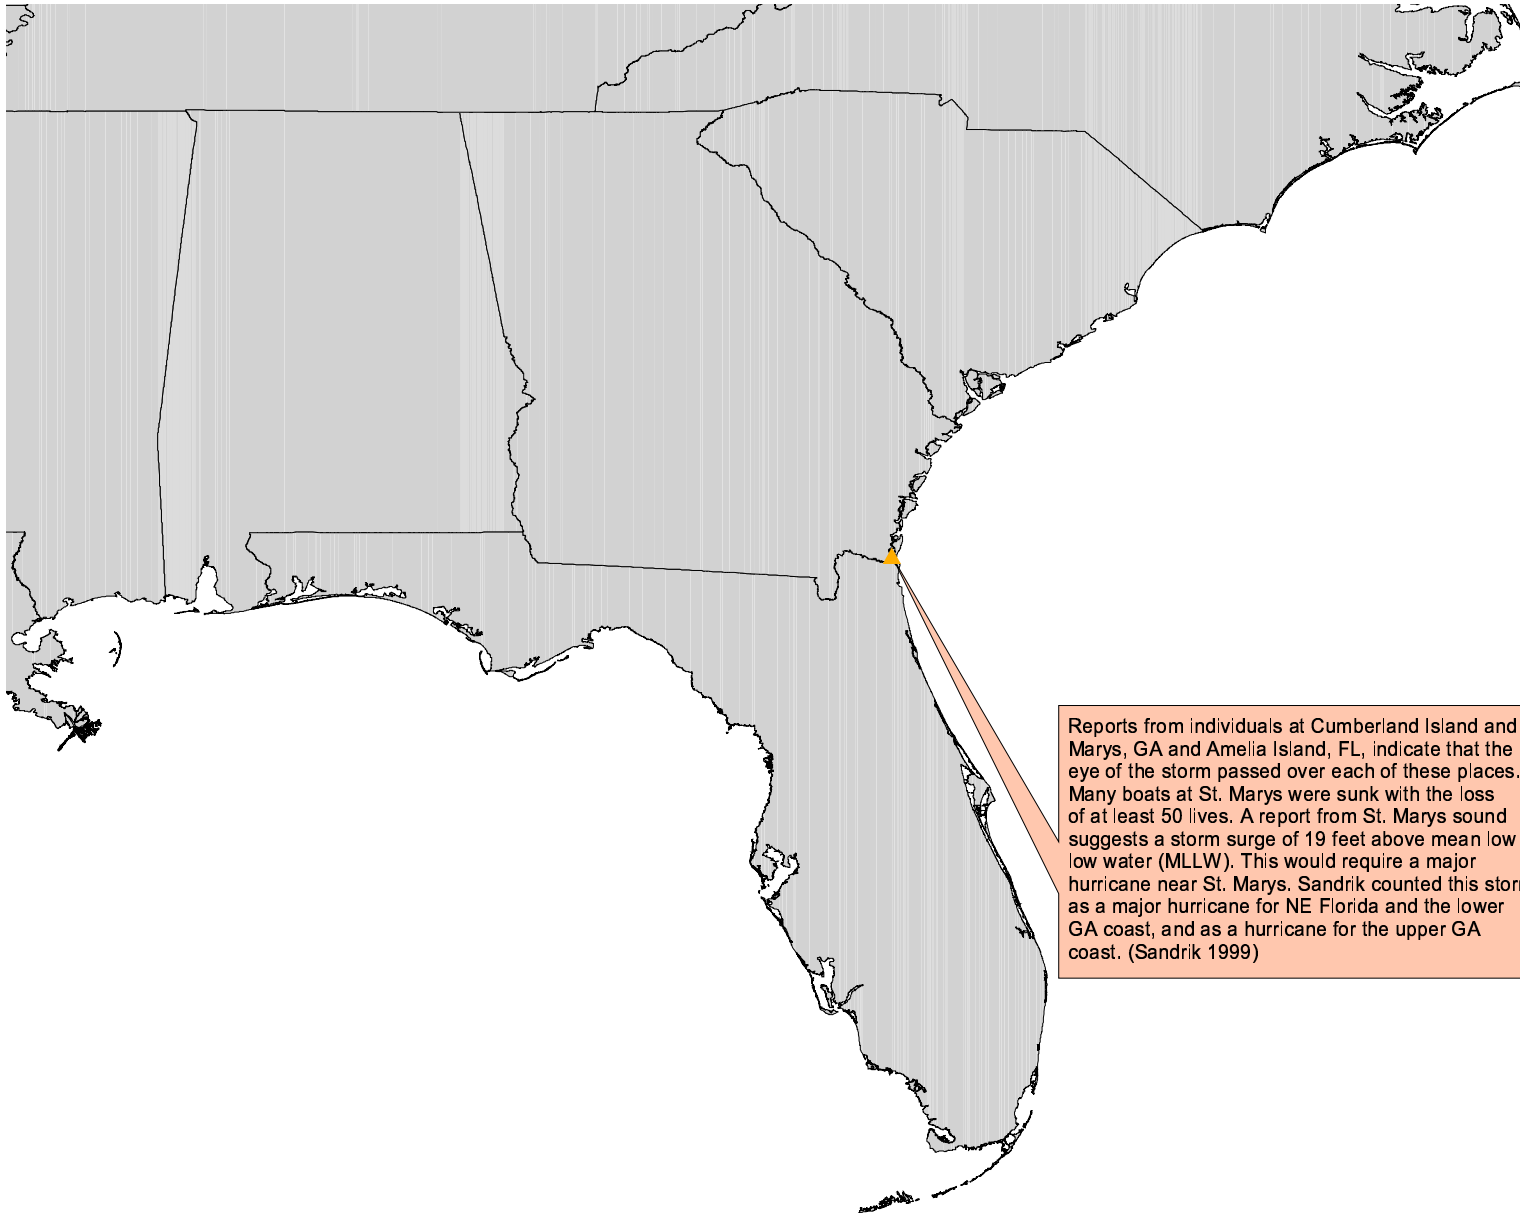 Reports from individuals at Cumberland Island and
Marys, GA and Amelia Island, FL, indicate that the
eye of the storm passed over each of these places.
Many boats at St. Marys were sunk with the loss
of at least 50 lives. A report from St. Marys sound
suggests a storm surge of 19 feet above mean low
low water (MLLW). This would require a major
hurricane near St. Marys. Sandrik counted this
as a major hurricane for NE Florida and the lower
GA coast, and as a hurricane for the upper GA
coast. (Sandrik 1999)